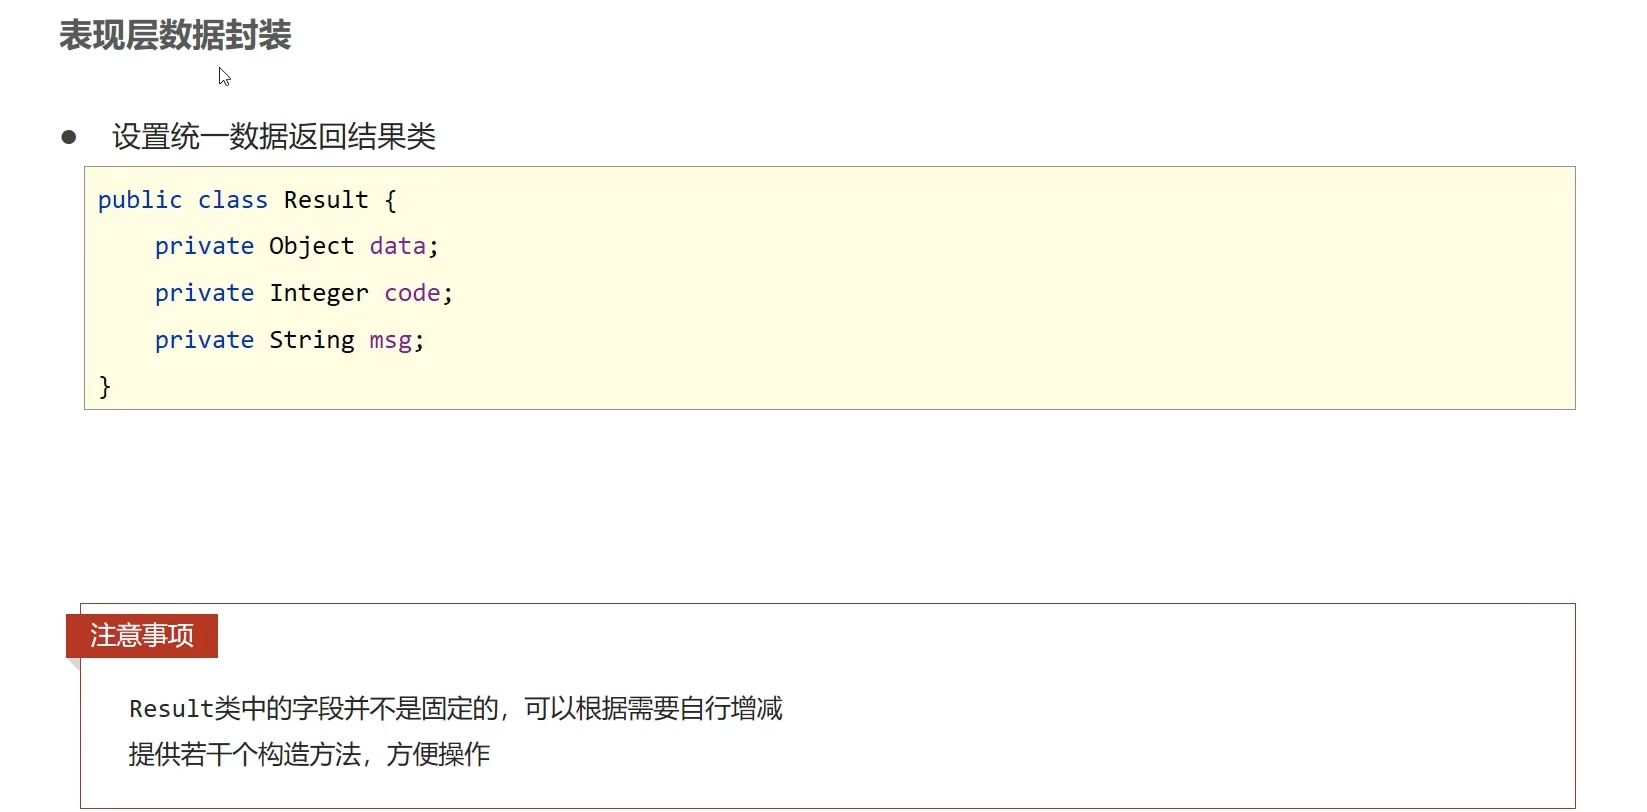 表现层数据封装
● 设置统一数据返回结果类
public class Result {
    private Object data;
    private Integer code;
    private String msg;
}
注意事项
Result类中的字段并不是固定的，可以根据需要自行增减
提供若干个构造方法，方便操作